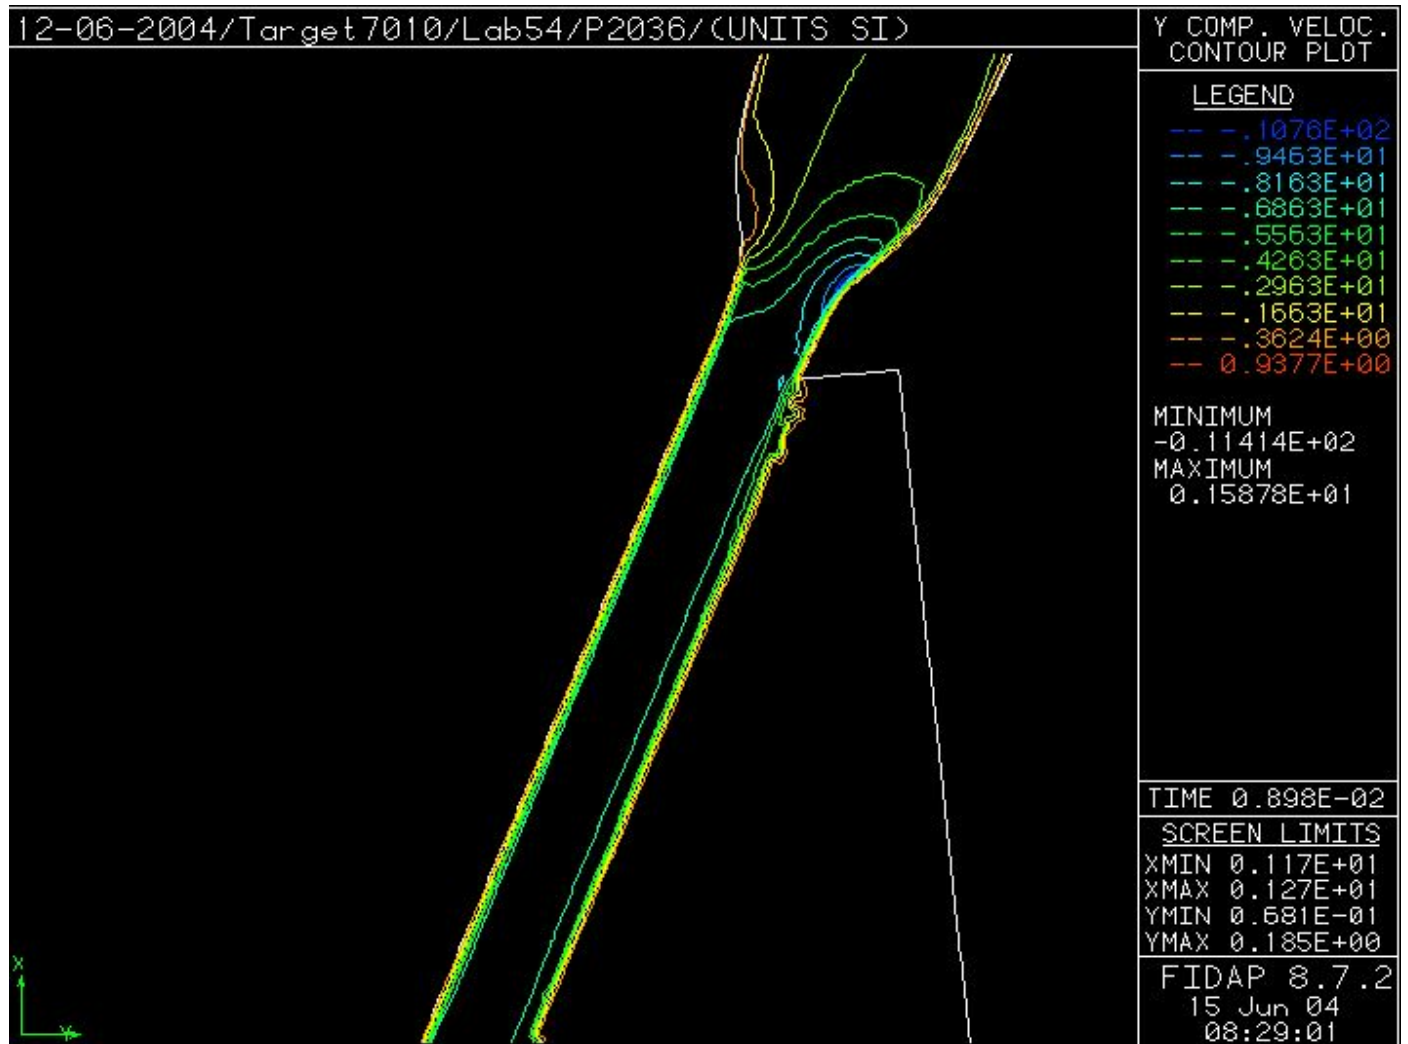 12-06-2004/Target7010/Lab54/P2036/(UNITS SI)
Y COMP. VELOC.
CONTOUR PLOT
LEGEND
-- -.1076E+02
-- -.9463E+01
-- -.8163E+01
-- -.6863E+01
-- -.5563E+01
-- -.4263E+01
-- -.2963E+01
-- -.1663E+01
-- -.3624E+00
-- 0.9377E+00
MINIMUM
-0.11414E+02
MAXIMUM
0.15878E+01
TIME 0.898E-02
SCREEN LIMITS
XMIN 0.117E+01
XMAX 0.127E+01
YMIN 0.681E-01
YMAX 0.185E+00
FIDAP 8.7.2
15 Jun 04
08:29:01
X
Y